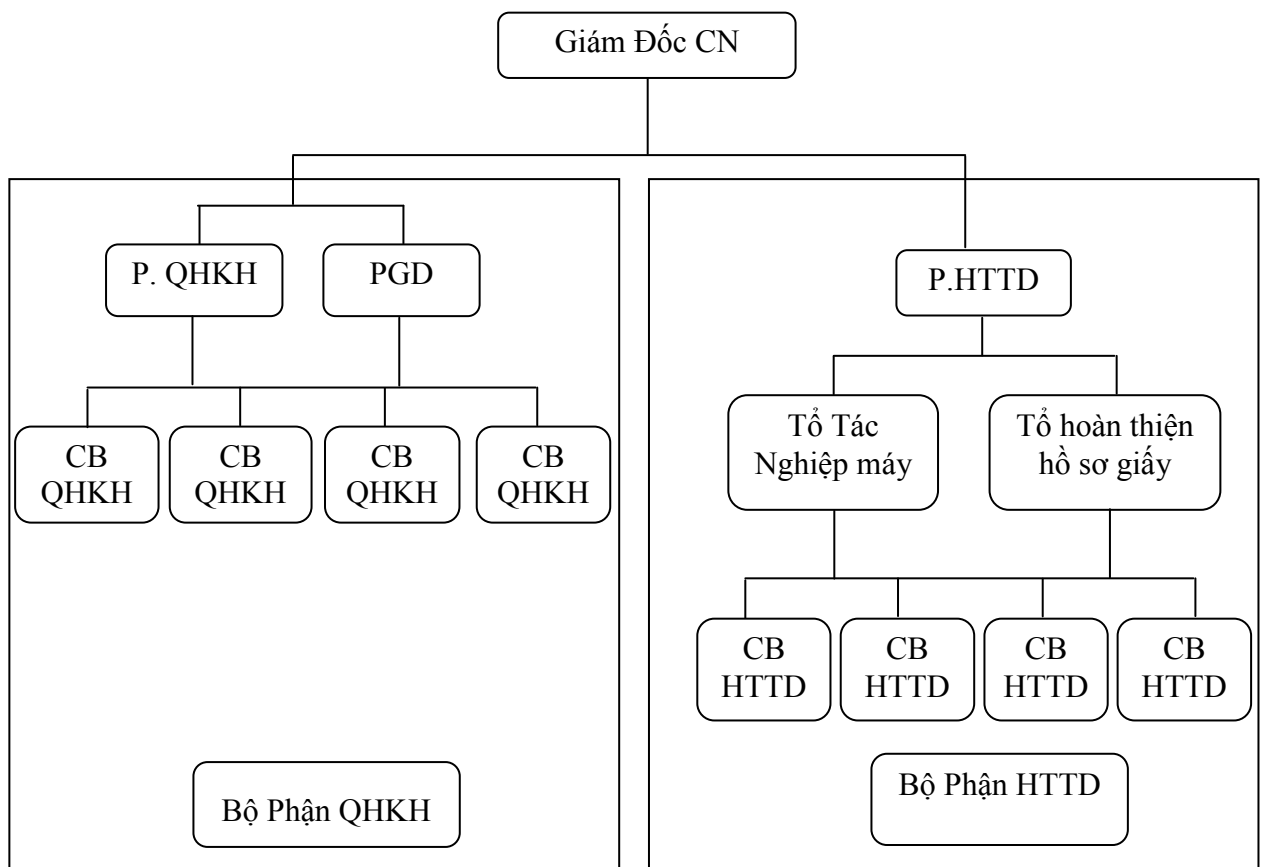 Giám Đốc CN
P. QHKH
PGD
P.HTTD
CB
QHKH
CB
QHKH
CB
QHKH
CB
QHKH
Tổ Tác
Nghiệp máy
Tổ hoàn thiện
hồ sơ giấy
CB
HTTD
CB
HTTD
CB
HTTD
CB
HTTD
Bộ Phận QHKH
Bộ Phận HTTD